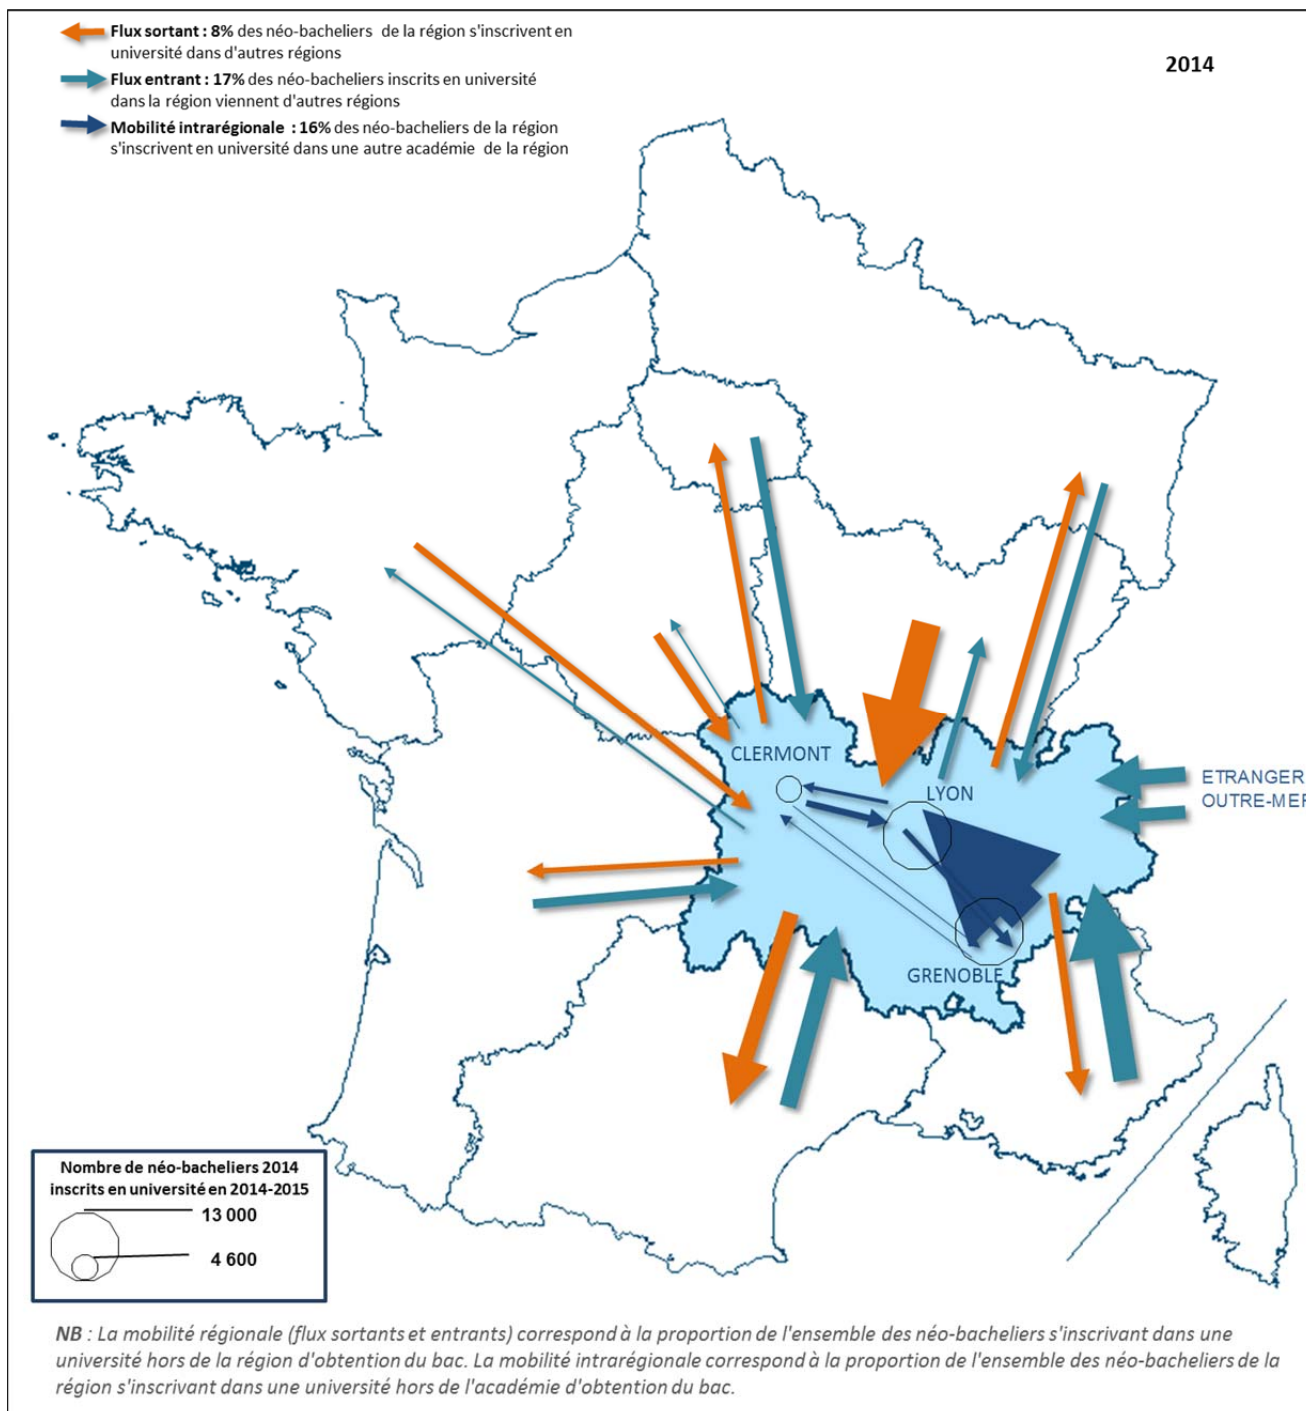 Flux sortant : 8% des néo-bacheliers de la région s'inscrivent en
université dans d'autres régions
2014
Flux entrant : 17% des néo-bacheliers inscrits en université
dans la région viennent d'autres régions
Mobilité intrarégionale : 16% des néo-bacheliers de la région
s'inscrivent en université dans une autre académie de la région
CLERMONT
LYON
ETRANGER
OUTRE-MER
GRENOBLE
Nombre de néo-bacheliers 2014
inscrits en université en 2014-2015
13 000
4 600
NB : La mobilité régionale (flux sortants et entrants) correspond à la proportion de l'ensemble des néo-bacheliers s'inscrivant dans une
université hors de la région d'obtention du bac. La mobilité intrarégionale correspond à la proportion de l'ensemble des néo-bacheliers de la
région s'inscrivant dans une université hors de l'académie d'obtention du bac.